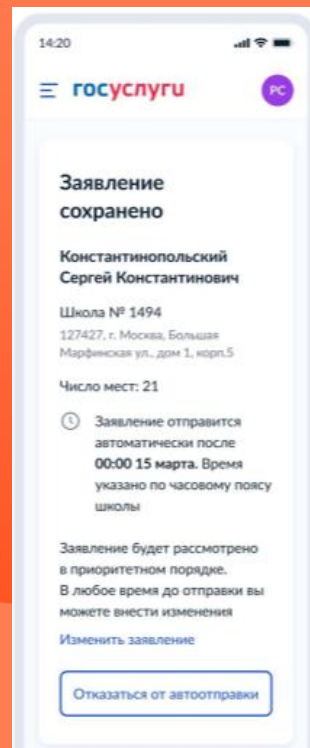 14:20
госуслуги
РС
Заявление
сохранено
Константинопольский
Сергей Константинович
Школа № 1494
127427, г. Москва, Большая
Марфинская ул., дом 1, корп.5
Число мест: 21
Заявление отправится
автоматически после
00:00 15 марта. Время
указано по часовому поясу
школы
Заявление будет рассмотрено
в приоритетном порядке.
В любое время до отправки вы
можете внести изменения
Изменить заявление
Отказаться от автоотправки